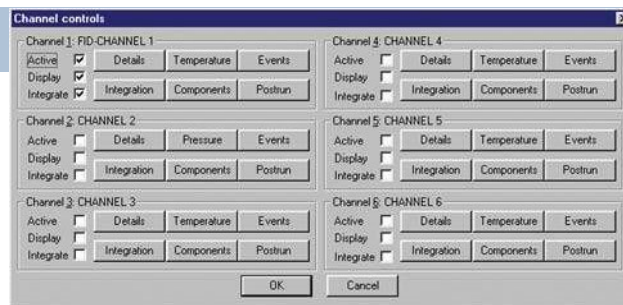 Channel controls
Channel 1: FID-CHANNEL 1
Active Details Temperature Events
Display
Integrate Integration Components Postrun
Channel 2: CHANNEL 2
Active Details Pressure Events
Display
Integrate Integration Components Postrun
Channel 3: CHANNEL 3
Active Details Temperature Events
Display
Integrate Integration Components Postrun
Channel 4: CHANNEL 4
Active Details Temperature Events
Display
Integrate Integration Components Postrun
Channel 5: CHANNEL 5
Active Details Temperature Events
Display
Integrate Integration Components Postrun
Channel 6: CHANNEL 6
Active Details Temperature Events
Display
Integrate Integration Components Postrun
OK Cancel